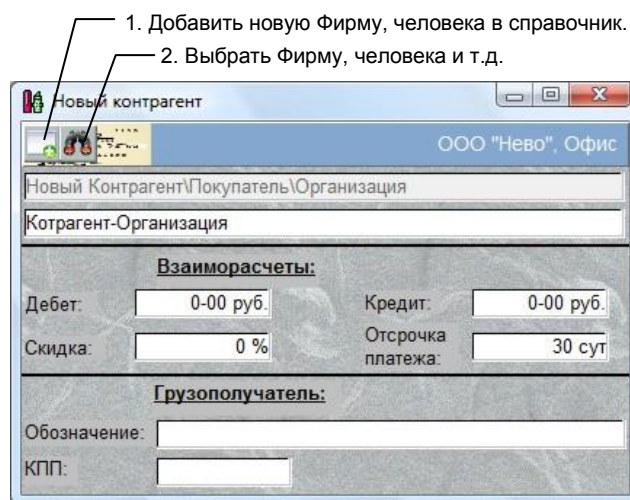 1. Добавить новую Фирму, человека в справочник.
2. Выбрать Фирму, человека и т.д.
Новый контрагент
ООО "Нево", Офис
Новый Контрагент\Покупатель\Организация
Котрагент-Организация
Взаиморасчеты:
Дебет: 0-00 руб. Кредит: 0-00 руб.
Скидка: 0 % Отсрочка платежа: 30 сут
Грузополучатель:
Обозначение:
КПП: